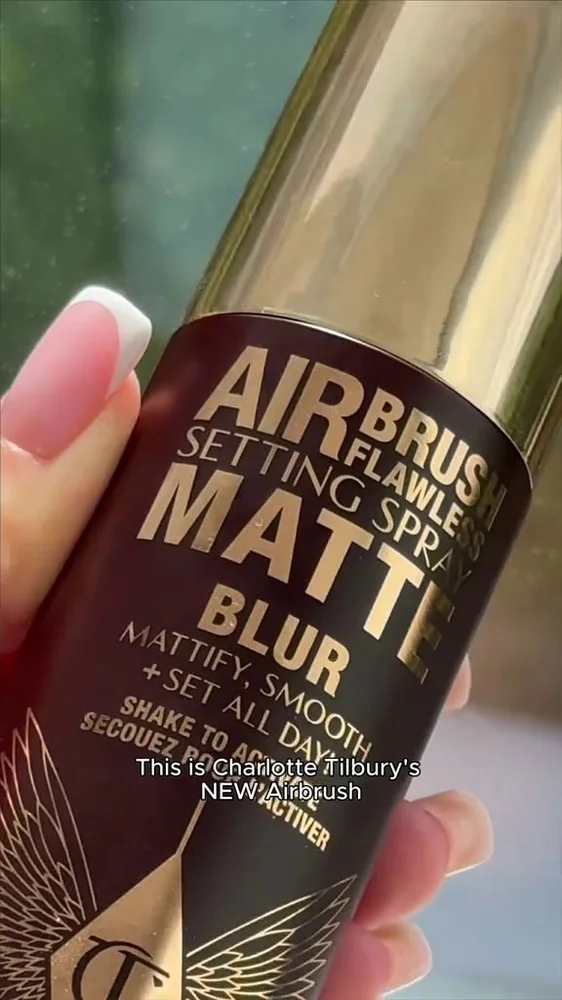 AIRBRUSH
FLAWLESS
SETTING SPRAY
MATTE
BLUR
MATTIFY, SMOOTH
+ SET ALL DAY
SHAKE TO ACTIVATE
SECOUEZ POUR L'ACTIVER
This is Charlotte Tilbury's
NEW Airbrush
CT